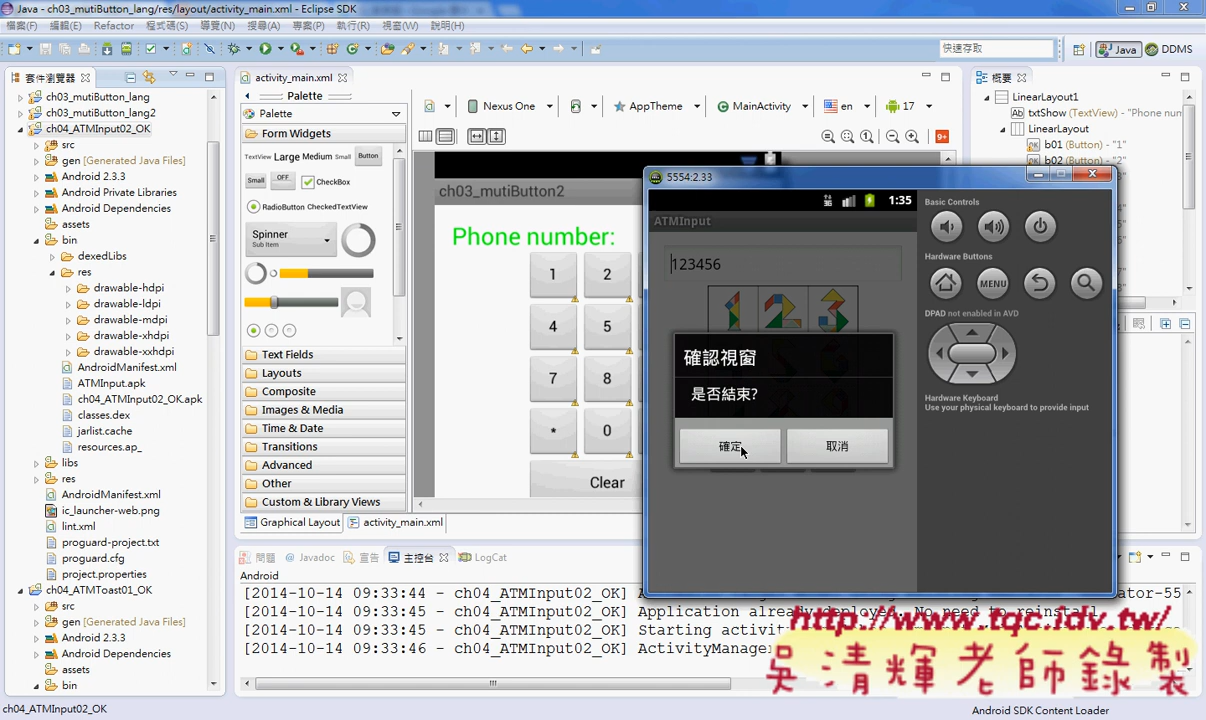 Java - ch03_mutiButton_lang/res/layout/activity_main.xml - Eclipse SDK
檔案(F) 編輯(E) Refactor 程式碼(S) 導覽(N) 搜尋(A) 專案(P) 執行(R) 視窗(W) 說明(H)
快速存取 Java DDMS
套件瀏覽器
ch03_mutiButton_lang
ch03_mutiButton_lang2
ch04_ATMInput02_OK
src
gen [Generated Java Files]
Android 2.3.3
Android Private Libraries
Android Dependencies
assets
bin
dexedLibs
res
drawable-hdpi
drawable-ldpi
drawable-mdpi
drawable-xhdpi
drawable-xxhdpi
AndroidManifest.xml
ATMInput.apk
ch04_ATMInput02_OK.apk
classes.dex
jarlist.cache
resources.ap_
libs
res
AndroidManifest.xml
ic_launcher-web.png
lint.xml
proguard-project.txt
proguard.cfg
project.properties
ch04_ATMToast01_OK
src
gen [Generated Java Files]
Android 2.3.3
Android Dependencies
assets
bin
activity_main.xml
Palette
Palette
Form Widgets
TextView Large Medium Small Button
Small OFF CheckBox
RadioButton CheckedTextView
Spinner
Sub Item
Text Fields
Layouts
Composite
Images & Media
Time & Date
Transitions
Advanced
Other
Custom & Library Views
Graphical Layout activity_main.xml
Nexus One AppTheme MainActivity en 17
9+
ch03_mutiButton2
Phone number:
1 2
4 5
7 8
* 0
Clear
概要
LinearLayout1
txtShow (TextView) - "Phone num
LinearLayout
b01 (Button) - "1"
b02 (Button) - "2"
5554:2.33
1:35
ATMInput
123456
1 2 3
確認視窗
是否結束?
確定 取消
Basic Controls
Hardware Buttons
MENU
DPAD not enabled in AVD
Hardware Keyboard
Use your physical keyboard to provide input
問題 Javadoc 宣告 主控台 LogCat
Android
[2014-10-14 09:33:44 - ch04_ATMInput02_OK]
[2014-10-14 09:33:45 - ch04_ATMInput02_OK] Application already deployed. No need to reinstall.
[2014-10-14 09:33:45 - ch04_ATMInput02_OK] Starting activi
[2014-10-14 09:33:46 - ch04_ATMInput02_OK] ActivityManager
http://www.tqc.idv.tw/
吳清輝老師錄製
ch04_ATMInput02_OK
Android SDK Content Loader